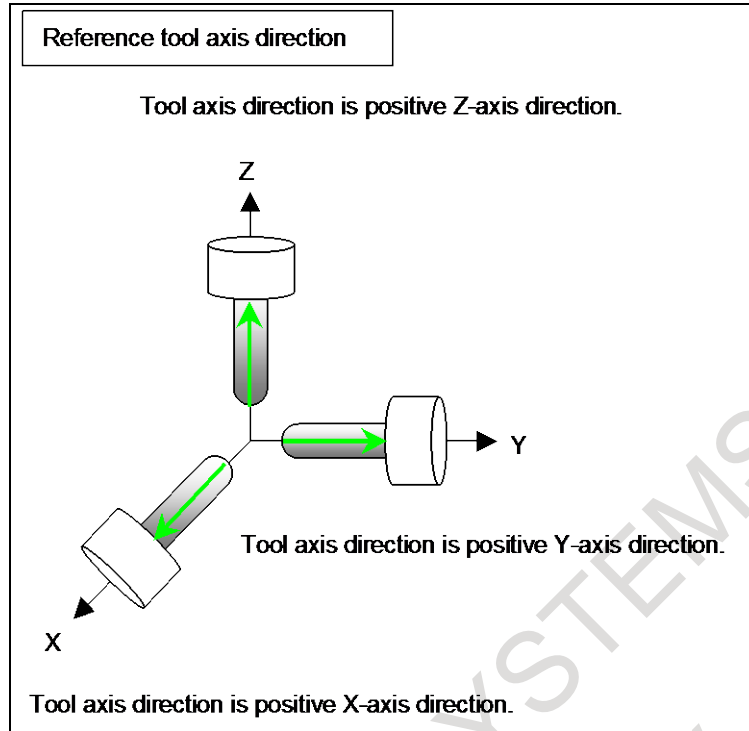 Reference tool axis direction
Tool axis direction is positive Z-axis direction.
Z
Y
Tool axis direction is positive Y-axis direction.
X
Tool axis direction is positive X-axis direction.
YSTEMS